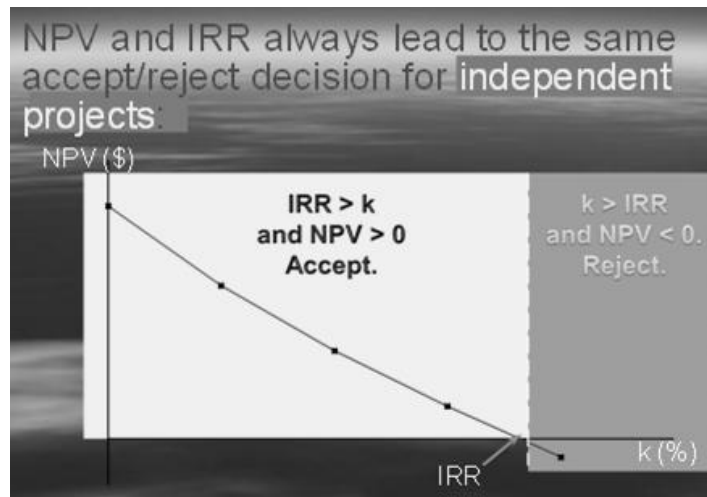 NPV and IRR always lead to the same
accept/reject decision for independent
projects:
NPV ($)
IRR > k
and NPV > 0
Accept.
k > IRR
and NPV < 0.
Reject.
k (%)
IRR